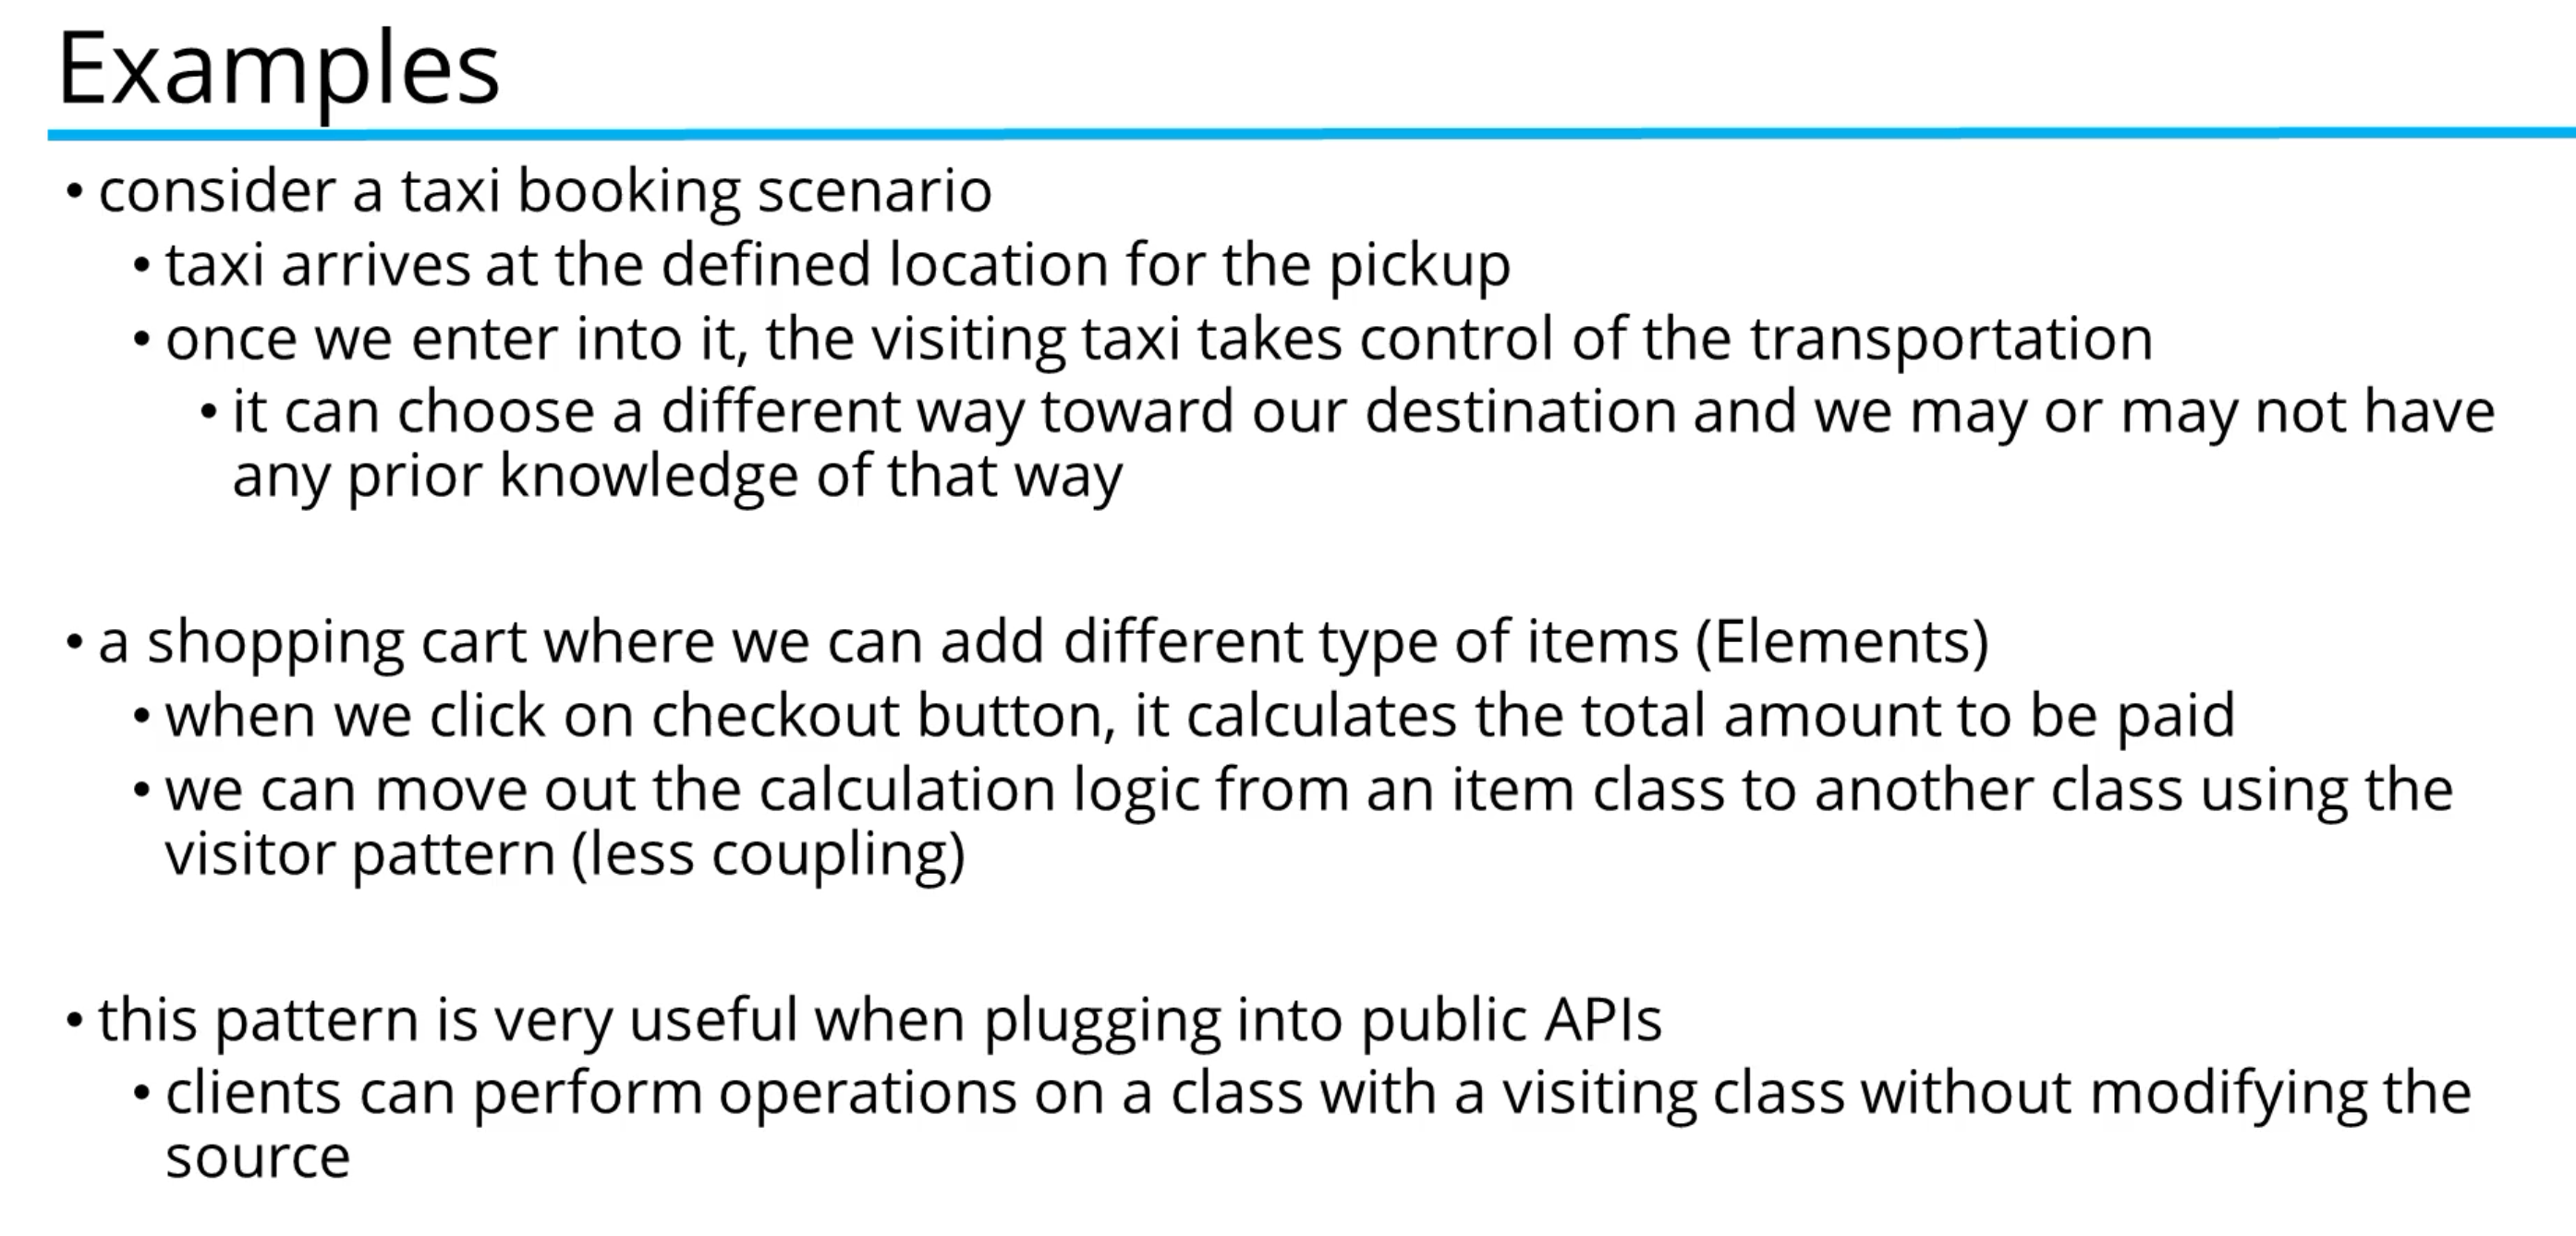 Examples
• consider a taxi booking scenario
• taxi arrives at the defined location for the pickup
• once we enter into it, the visiting taxi takes control of the transportation
• it can choose a different way toward our destination and we may or may not have
any prior knowledge of that way
• a shopping cart where we can add different type of items (Elements)
• when we click on checkout button, it calculates the total amount to be paid
• we can move out the calculation logic from an item class to another class using the
visitor pattern (less coupling)
• this pattern is very useful when plugging into public APIs
• clients can perform operations on a class with a visiting class without modifying the
source